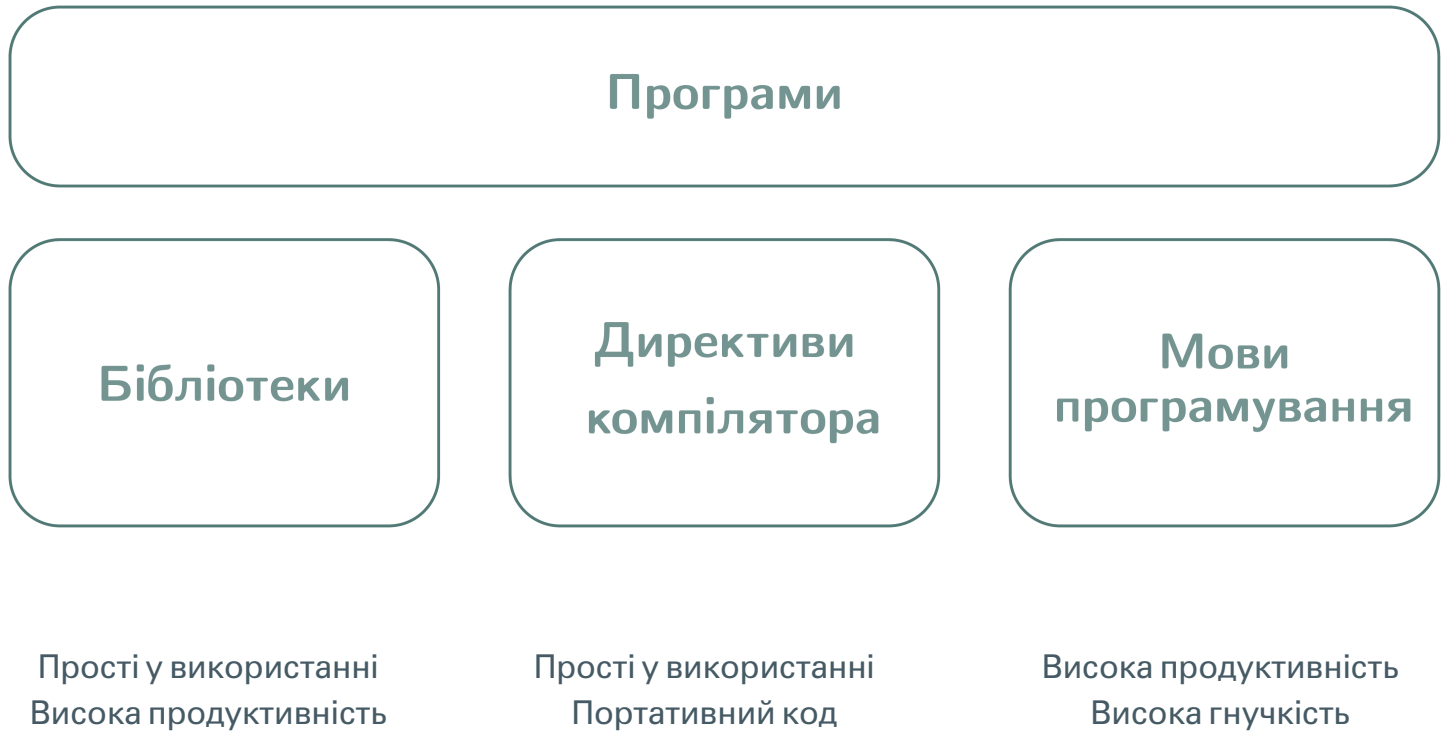 Програми
Бібліотеки
Директиви
компілятора
Мови
програмування
Прості у використанні
Висока продуктивність
Прості у використанні
Портативний код
Висока продуктивність
Висока гнучкість